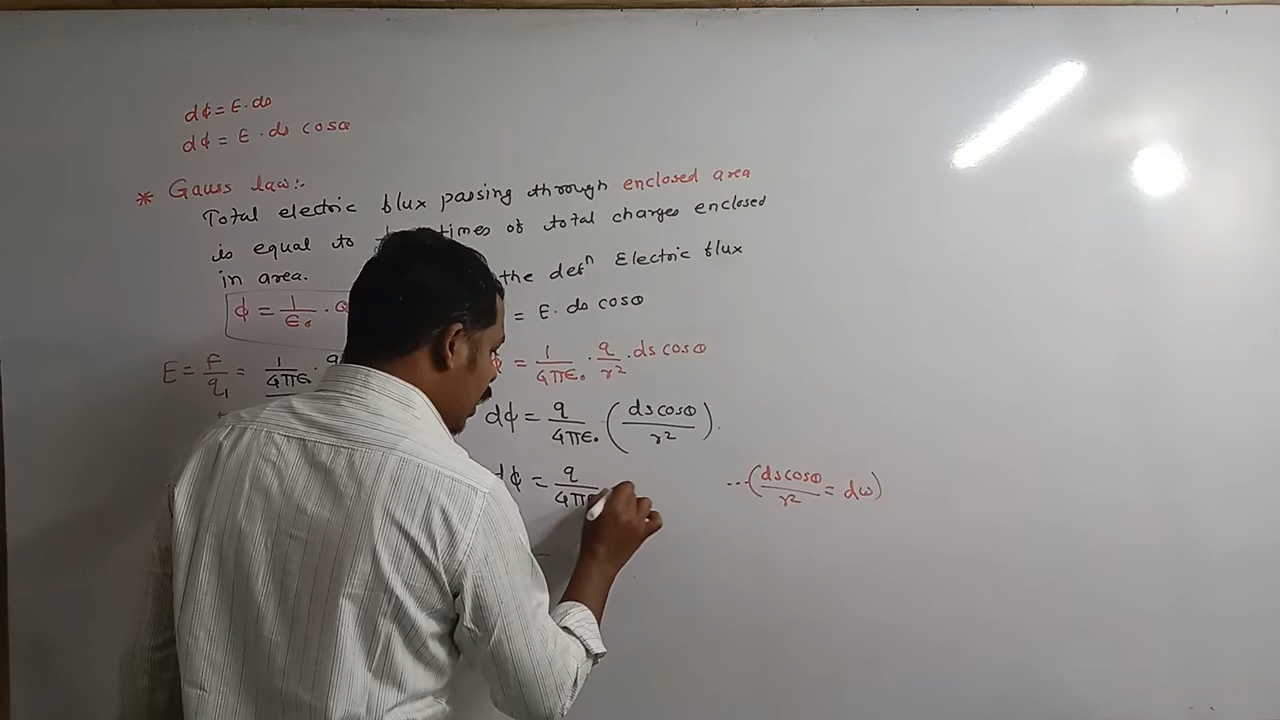 dϕ = E. ds
dϕ = E . ds cosθ
* Gauss law:-
Total electric flux passing through enclosed area
is equal to times of total charges enclosed
in area. the defⁿ Electric flux
ϕ = 1/ε₀ . = E. ds cosθ
E = F/q₁ = 1/4πε . = 1/4πε₀ . q/r² . ds cosθ
dϕ = q/4πε₀ . (ds cosθ/r²).
dϕ = q/4π ...(ds cosθ/r² = dω)